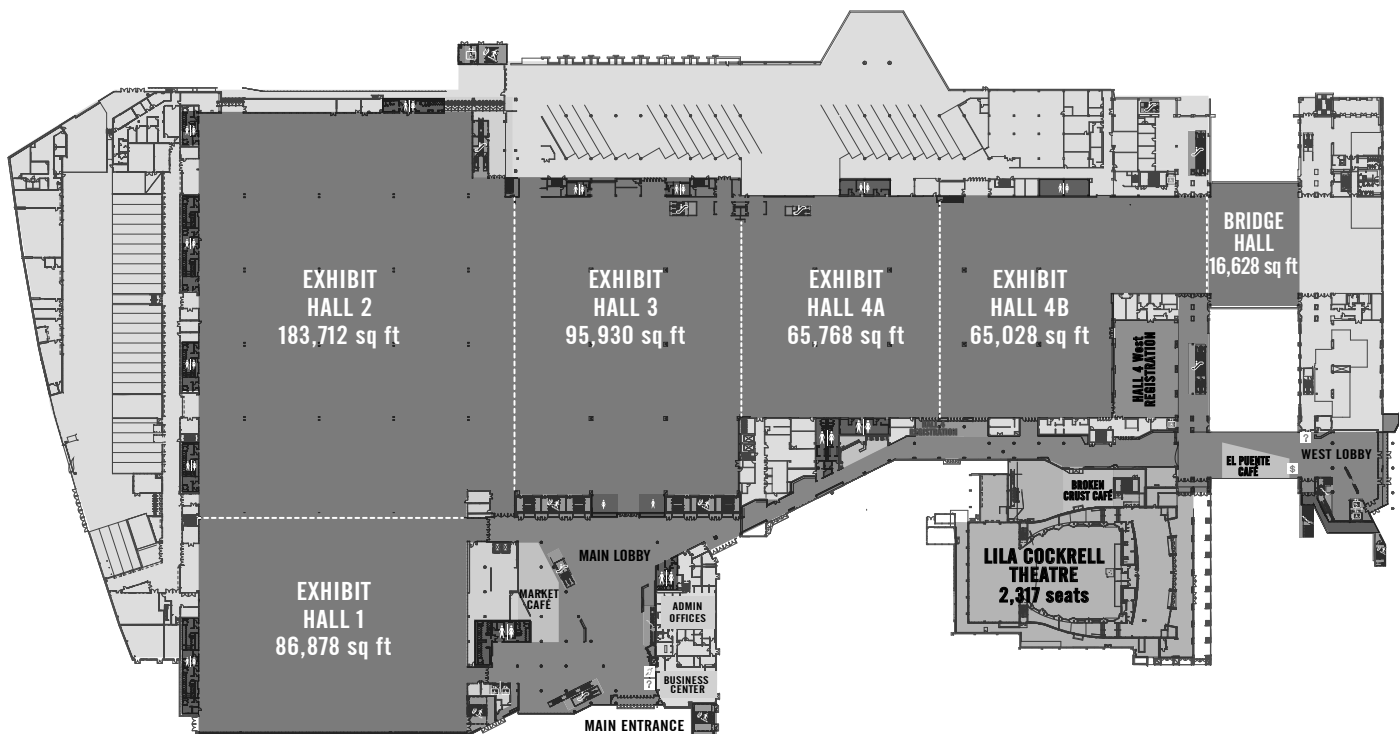 EXHIBIT
HALL 2
183,712 sq ft
EXHIBIT
HALL 3
95,930 sq ft
EXHIBIT
HALL 4A
65,768 sq ft
EXHIBIT
HALL 4B
65,028 sq ft
BRIDGE
HALL
16,628 sq ft
HALL 4 West
REGISTRATION
HALL 4
REGISTRATION
?
WEST LOBBY
EL PUENTE
CAFÉ
$
BROKEN
CRUST CAFÉ
LILA COCKRELL
THEATRE
2,317 seats
EXHIBIT
HALL 1
86,878 sq ft
MAIN LOBBY
MARKET
CAFÉ
ADMIN
OFFICES
?
BUSINESS
CENTER
MAIN ENTRANCE